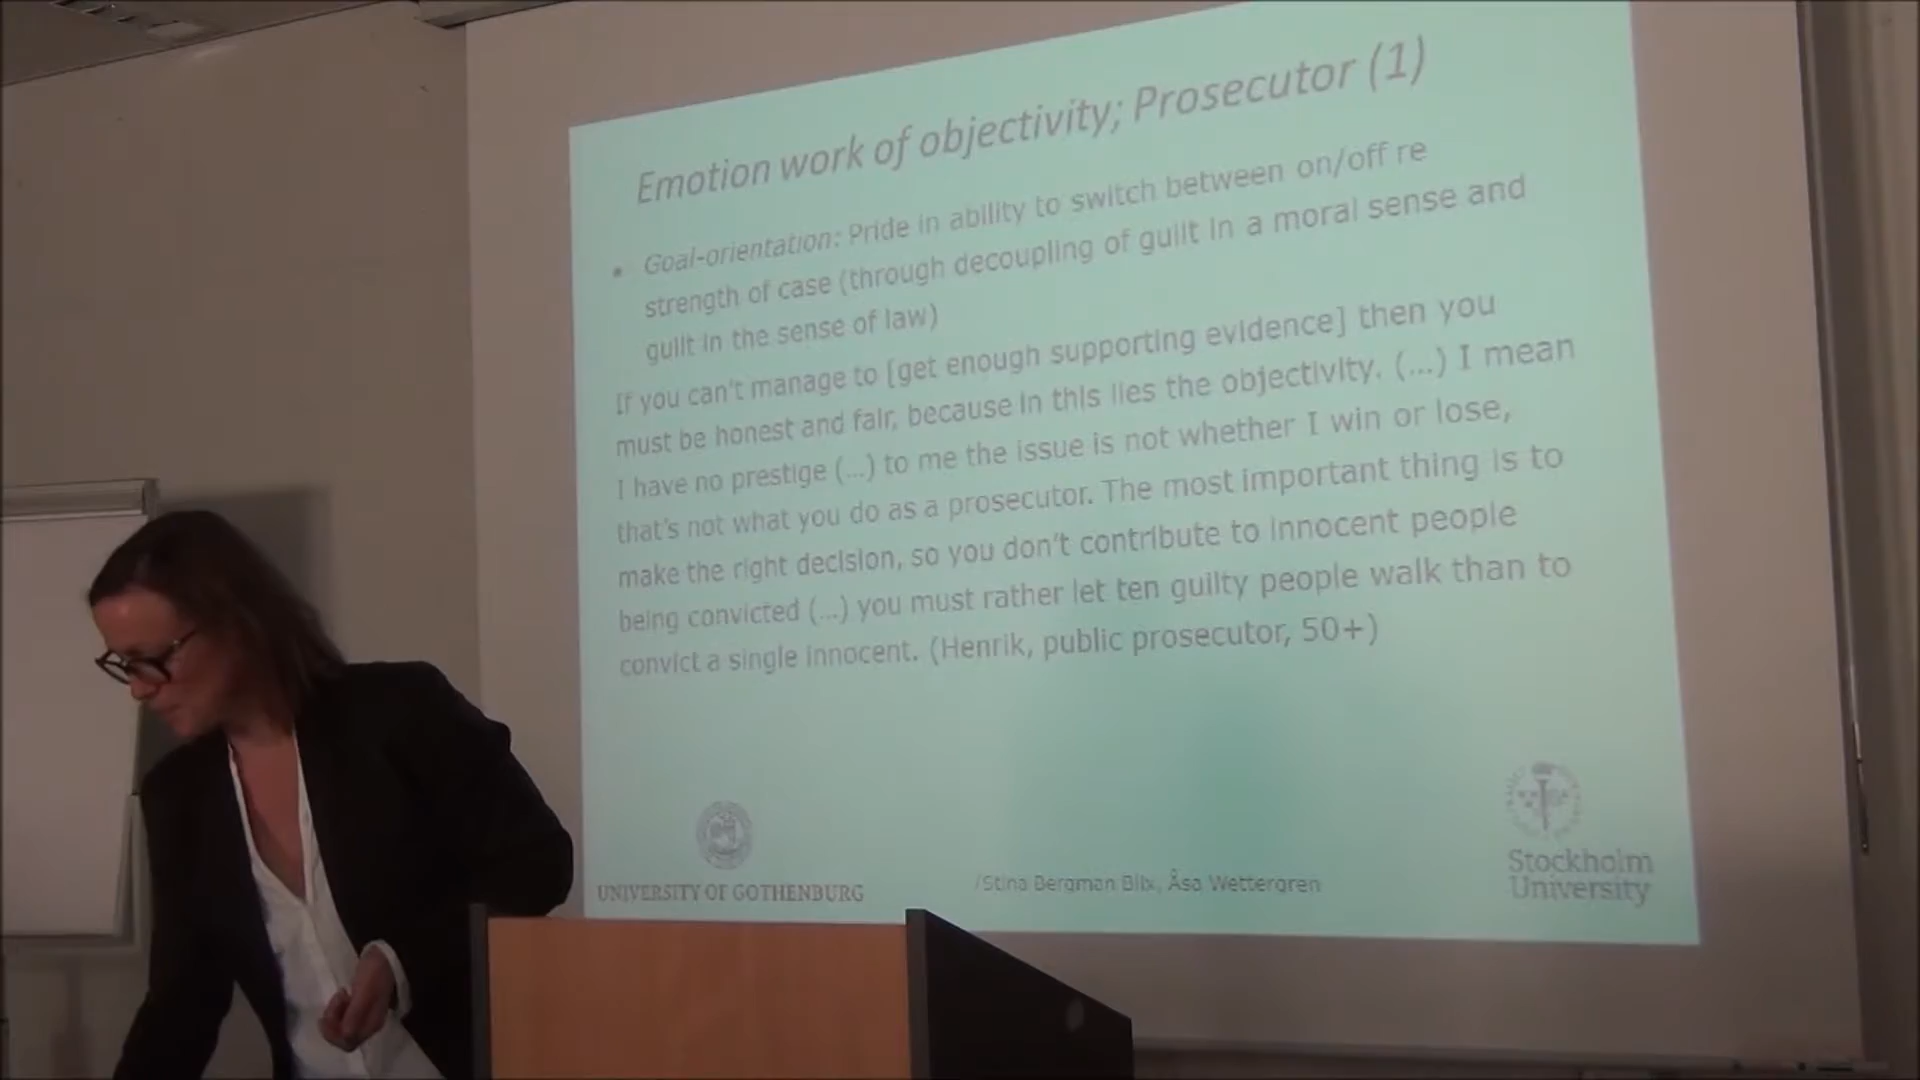 Emotion work of objectivity; Prosecutor (1)
• Goal-orientation: Pride in ability to switch between on/off re
strength of case (through decoupling of guilt in a moral sense and
guilt in the sense of law)
If you can't manage to [get enough supporting evidence] then you
must be honest and fair, because in this lies the objectivity. (...) I mean
I have no prestige (...) to me the issue is not whether I win or lose,
that's not what you do as a prosecutor. The most important thing is to
make the right decision, so you don't contribute to innocent people
being convicted (...) you must rather let ten guilty people walk than to
convict a single innocent. (Henrik, public prosecutor, 50+)
UNIVERSITY OF GOTHENBURG
/Stina Bergman Blix, Åsa Wettergren
Stockholm
University